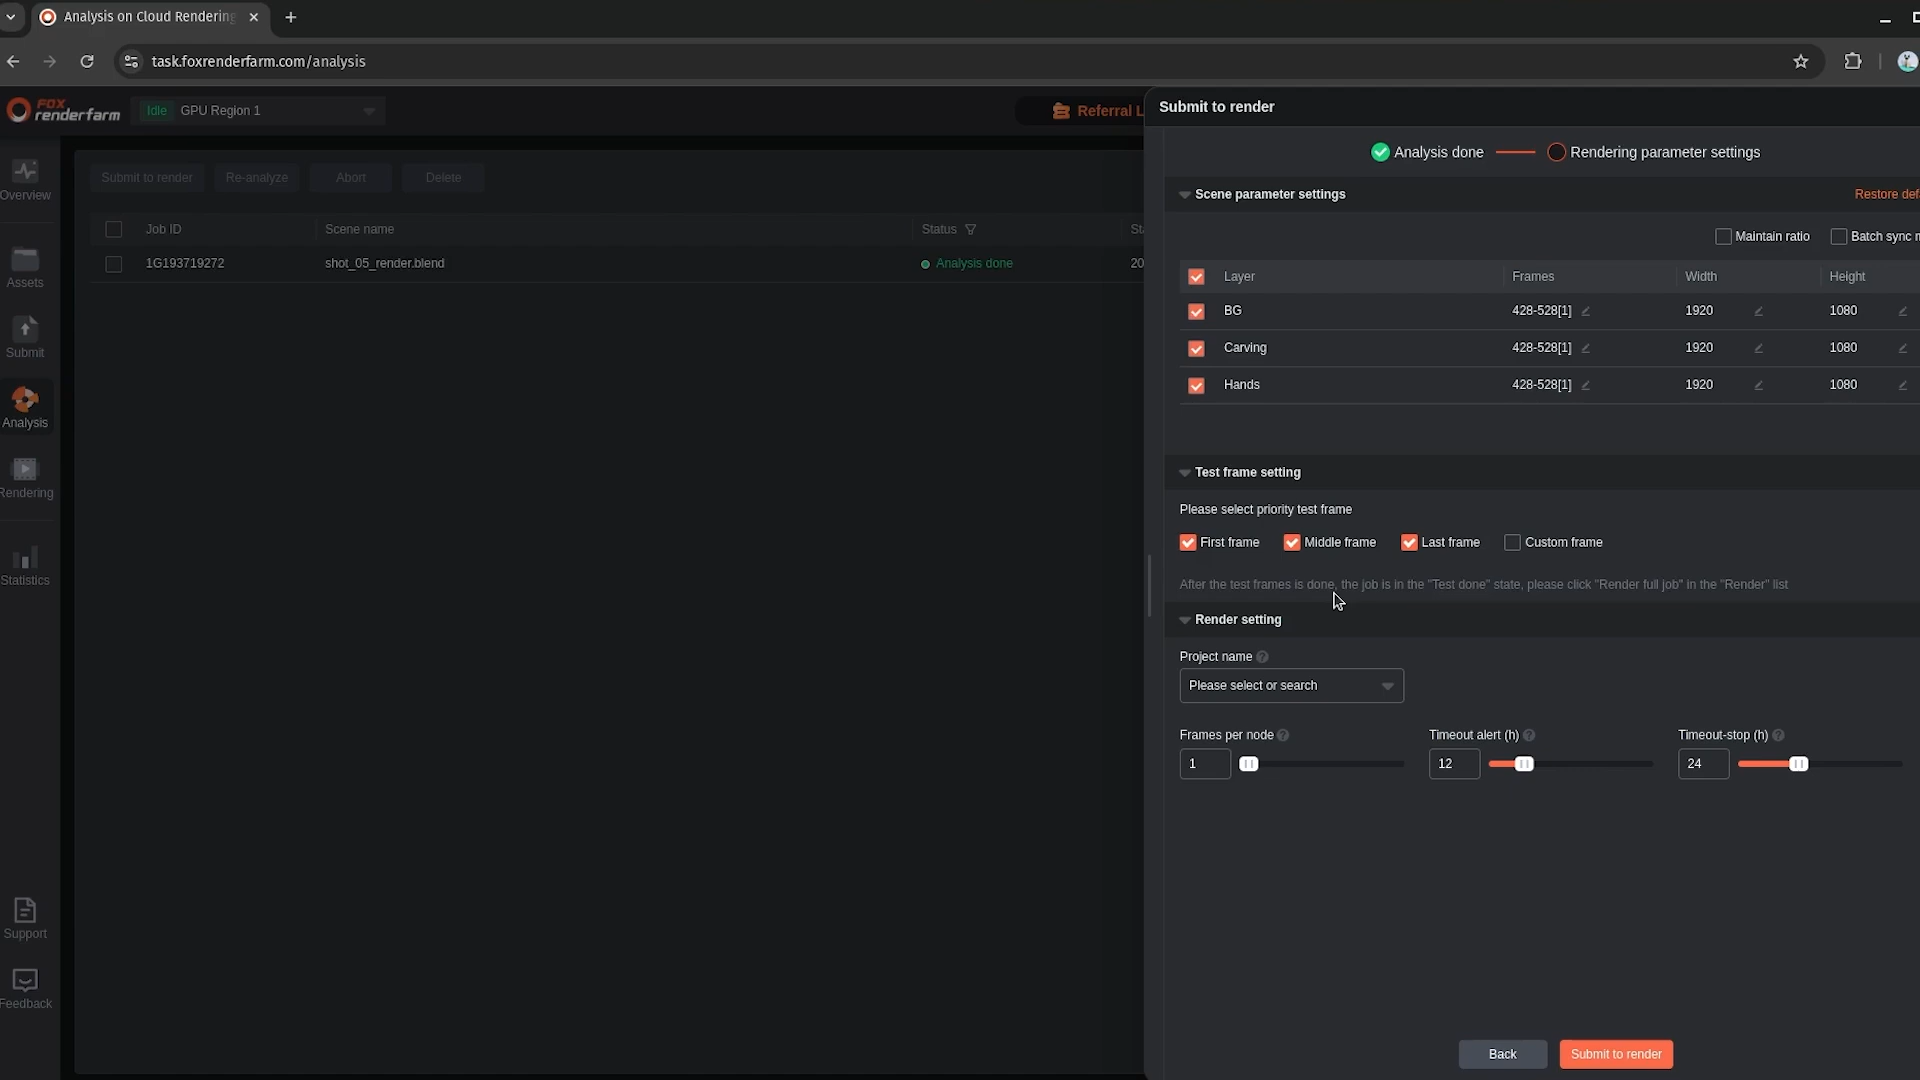 Analysis on Cloud Rendering
task.foxrenderfarm.com/analysis
FOX
renderfarm
Idle
GPU Region 1
Referral L
Submit to render
Analysis done
Rendering parameter settings
Overview
Assets
Submit
Analysis
Rendering
Statistics
Support
Feedback
Submit to render
Re-analyze
Abort
Delete
Job ID
Scene name
Status
Sta
1G193719272
shot_05_render.blend
Analysis done
20
Scene parameter settings
Restore defa
Maintain ratio
Batch sync m
Layer
Frames
Width
Height
BG
428-528[1]
1920
1080
Carving
428-528[1]
1920
1080
Hands
428-528[1]
1920
1080
Test frame setting
Please select priority test frame
First frame
Middle frame
Last frame
Custom frame
After the test frames is done, the job is in the "Test done" state, please click "Render full job" in the "Render" list
Render setting
Project name
Please select or search
Frames per node
Timeout alert (h)
Timeout-stop (h)
1
12
24
Back
Submit to render